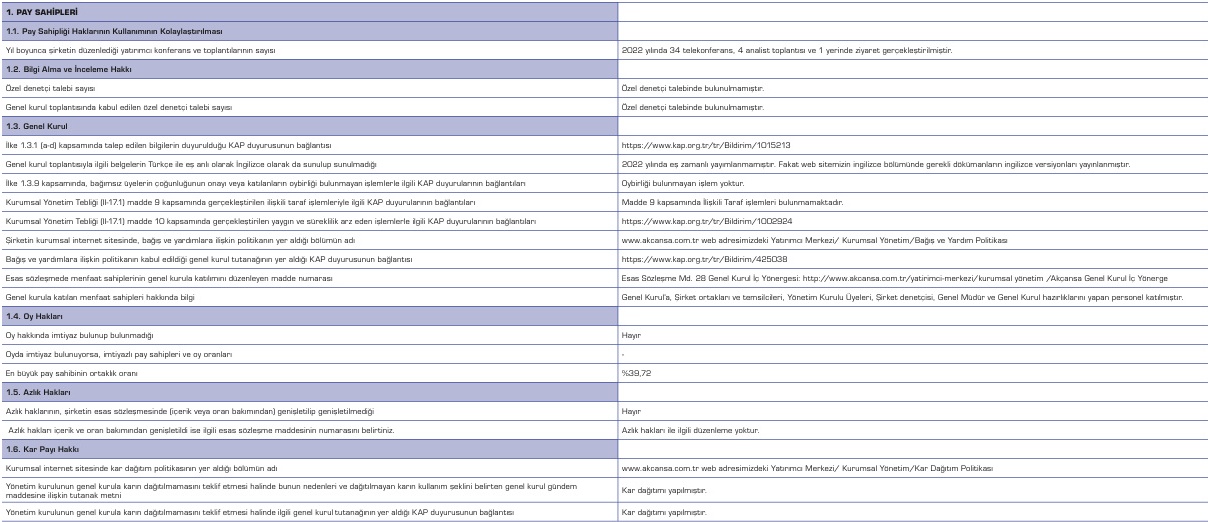 1. PAY SAHİPLERİ
1.1. Pay Sahipliği Haklarının Kullanımının Kolaylaştırılması
Yıl boyunca şirketin düzenlediği yatırımcı konferans ve toplantılarının sayısı
2022 yılında 34 telekonferans, 4 analist toplantısı ve 1 yerinde ziyaret gerçekleştirilmiştir.
1.2. Bilgi Alma ve İnceleme Hakkı
Özel denetçi talebi sayısı
Özel denetçi talebinde bulunulmamıştır.
Genel kurul toplantısında kabul edilen özel denetçi talebi sayısı
Özel denetçi talebinde bulunulmamıştır.
1.3. Genel Kurul
İlke 1.3.1 (a-d) kapsamında talep edilen bilgilerin duyurulduğu KAP duyurusunun bağlantısı
https://www.kap.org.tr/tr/Bildirim/1015213
Genel kurul toplantısıyla ilgili belgelerin Türkçe ile eş anlı olarak İngilizce olarak da sunulup sunulmadığı
2022 yılında eş zamanlı yayımlanmamıştır. Fakat web sitemizin ingilizce bölümünde gerekli dökümanların ingilizce versiyonları yayınlanmıştır.
İlke 1.3.9 kapsamında, bağımsız üyelerin çoğunluğunun onayı veya katılanların oybirliği bulunmayan işlemlerle ilgili KAP duyurularının bağlantıları
Oybirliği bulunmayan işlem yoktur.
Kurumsal Yönetim Tebliği (II-17.1) madde 9 kapsamında gerçekleştirilen ilişkili taraf işlemleriyle ilgili KAP duyurularının bağlantıları
Madde 9 kapsamında İlişkili Taraf işlemleri bulunmamaktadır.
Kurumsal Yönetim Tebliği (II-17.1) madde 10 kapsamında gerçekleştirilen yaygın ve süreklilik arz eden işlemlerle ilgili KAP duyurularının bağlantıları
https://www.kap.org.tr/tr/Bildirim/1002924
Şirketin kurumsal internet sitesinde, bağış ve yardımlara ilişkin politikanın yer aldığı bölümün adı
www.akcansa.com.tr web adresimizdeki Yatırımcı Merkezi/ Kurumsal Yönetim/Bağış ve Yardım Politikası
Bağış ve yardımlara ilişkin politikanın kabul edildiği genel kurul tutanağının yer aldığı KAP duyurusunun bağlantısı
https://www.kap.org.tr/tr/Bildirim/425038
Esas sözleşmede menfaat sahiplerinin genel kurula katılımını düzenleyen madde numarası
Esas Sözleşme Md. 28 Genel Kurul İç Yönergesi: http://www.akcansa.com.tr/yatirimci-merkezi/kurumsal yönetim /Akçansa Genel Kurul İç Yönerge
Genel kurula katılan menfaat sahipleri hakkında bilgi
Genel Kurul'a, Şirket ortakları ve temsilcileri, Yönetim Kurulu Üyeleri, Şirket denetçisi, Genel Müdür ve Genel Kurul hazırlıklarını yapan personel katılmıştır.
1.4. Oy Hakları
Oy hakkında imtiyaz bulunup bulunmadığı
Hayır
Oyda imtiyaz bulunuyorsa, imtiyazlı pay sahipleri ve oy oranları
-
En büyük pay sahibinin ortaklık oranı
%39,72
1.5. Azlık Hakları
Azlık haklarının, şirketin esas sözleşmesinde (içerik veya oran bakımından) genişletilip genişletilmediği
Hayır
Azlık hakları içerik ve oran bakımından genişletildi ise ilgili esas sözleşme maddesinin numarasını belirtiniz.
Azlık hakları ile ilgili düzenleme yoktur.
1.6. Kar Payı Hakkı
Kurumsal internet sitesinde kar dağıtım politikasının yer aldığı bölümün adı
www.akcansa.com.tr web adresimizdeki Yatırımcı Merkezi/ Kurumsal Yönetim/Kar Dağıtım Politikası
Yönetim kurulunun genel kurula karın dağıtılmamasını teklif etmesi halinde bunun nedenleri ve dağıtılmayan karın kullanım şeklini belirten genel kurul gündem
maddesine ilişkin tutanak metni
Kar dağıtımı yapılmıştır.
Yönetim kurulunun genel kurula karın dağıtılmamasını teklif etmesi halinde ilgili genel kurul tutanağının yer aldığı KAP duyurusunun bağlantısı
Kar dağıtımı yapılmıştır.